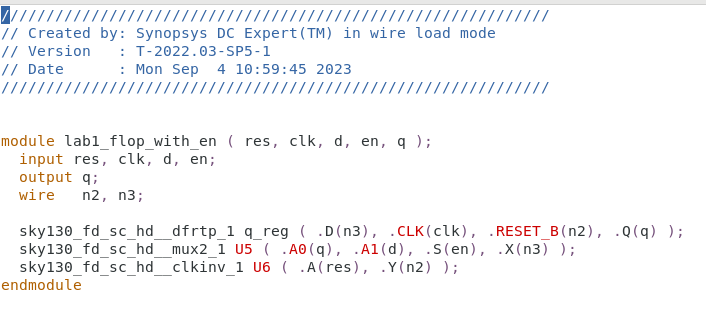 /////////////////////////////////////////////////////////////
// Created by: Synopsys DC Expert(TM) in wire load mode
// Version   : T-2022.03-SP5-1
// Date      : Mon Sep  4 10:59:45 2023
/////////////////////////////////////////////////////////////
module lab1_flop_with_en ( res, clk, d, en, q );
  input res, clk, d, en;
  output q;
  wire   n2, n3;
  sky130_fd_sc_hd__dfrtp_1 q_reg ( .D(n3), .CLK(clk), .RESET_B(n2), .Q(q) );
  sky130_fd_sc_hd__mux2_1 U5 ( .A0(q), .A1(d), .S(en), .X(n3) );
  sky130_fd_sc_hd__clkinv_1 U6 ( .A(res), .Y(n2) );
endmodule